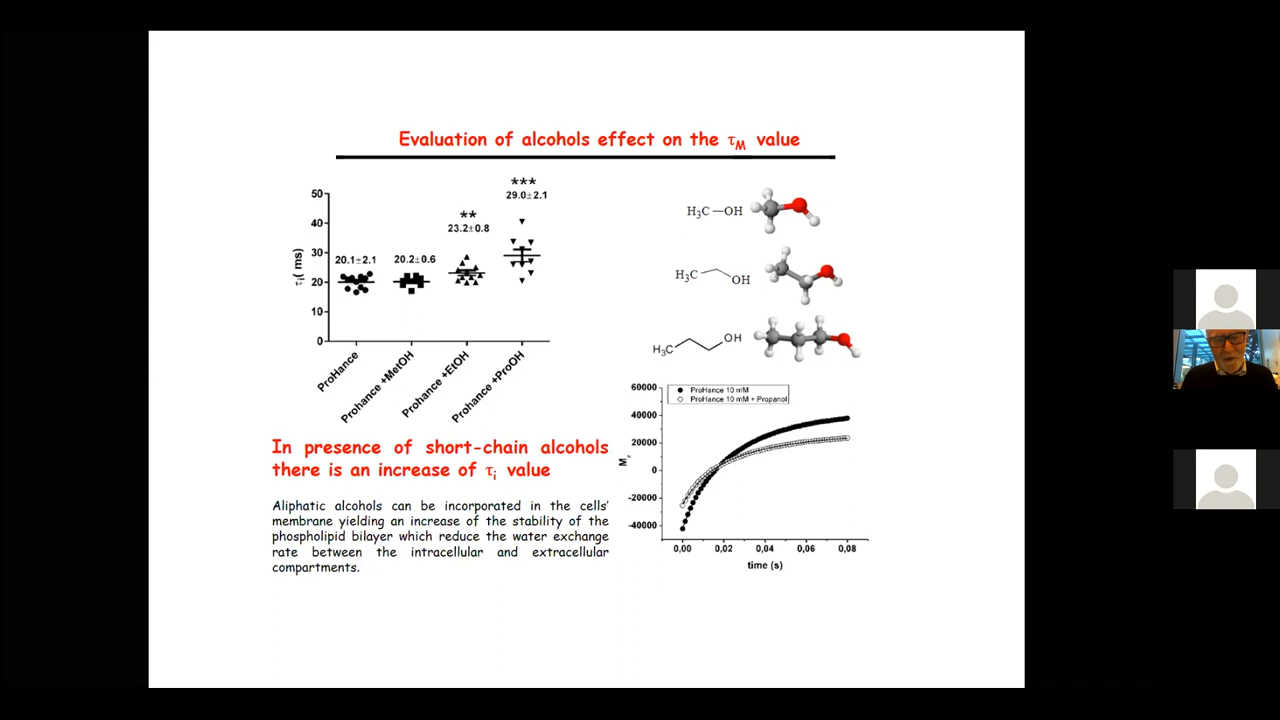 Evaluation of alcohols effect on the τM value
***
29.0±2.1
50
**
23.2±0.8
40
20.1±2.1
20.2±0.6
30
τi( ms)
20
10
0
ProHance
Prohance +MetOH
Prohance +EtOH
Prohance +ProOH
H3C—OH
H3C OH
H3C OH
In presence of short-chain alcohols
there is an increase of τi value
Aliphatic alcohols can be incorporated in the cells'
membrane yielding an increase of the stability of the
phospholipid bilayer which reduce the water exchange
rate between the intracellular and extracellular
compartments.
60000
ProHance 10 mM
ProHance 10 mM + Propanol
40000
20000
Mz
0
-20000
-40000
0,00 0,02 0,04 0,06 0,08
time (s)